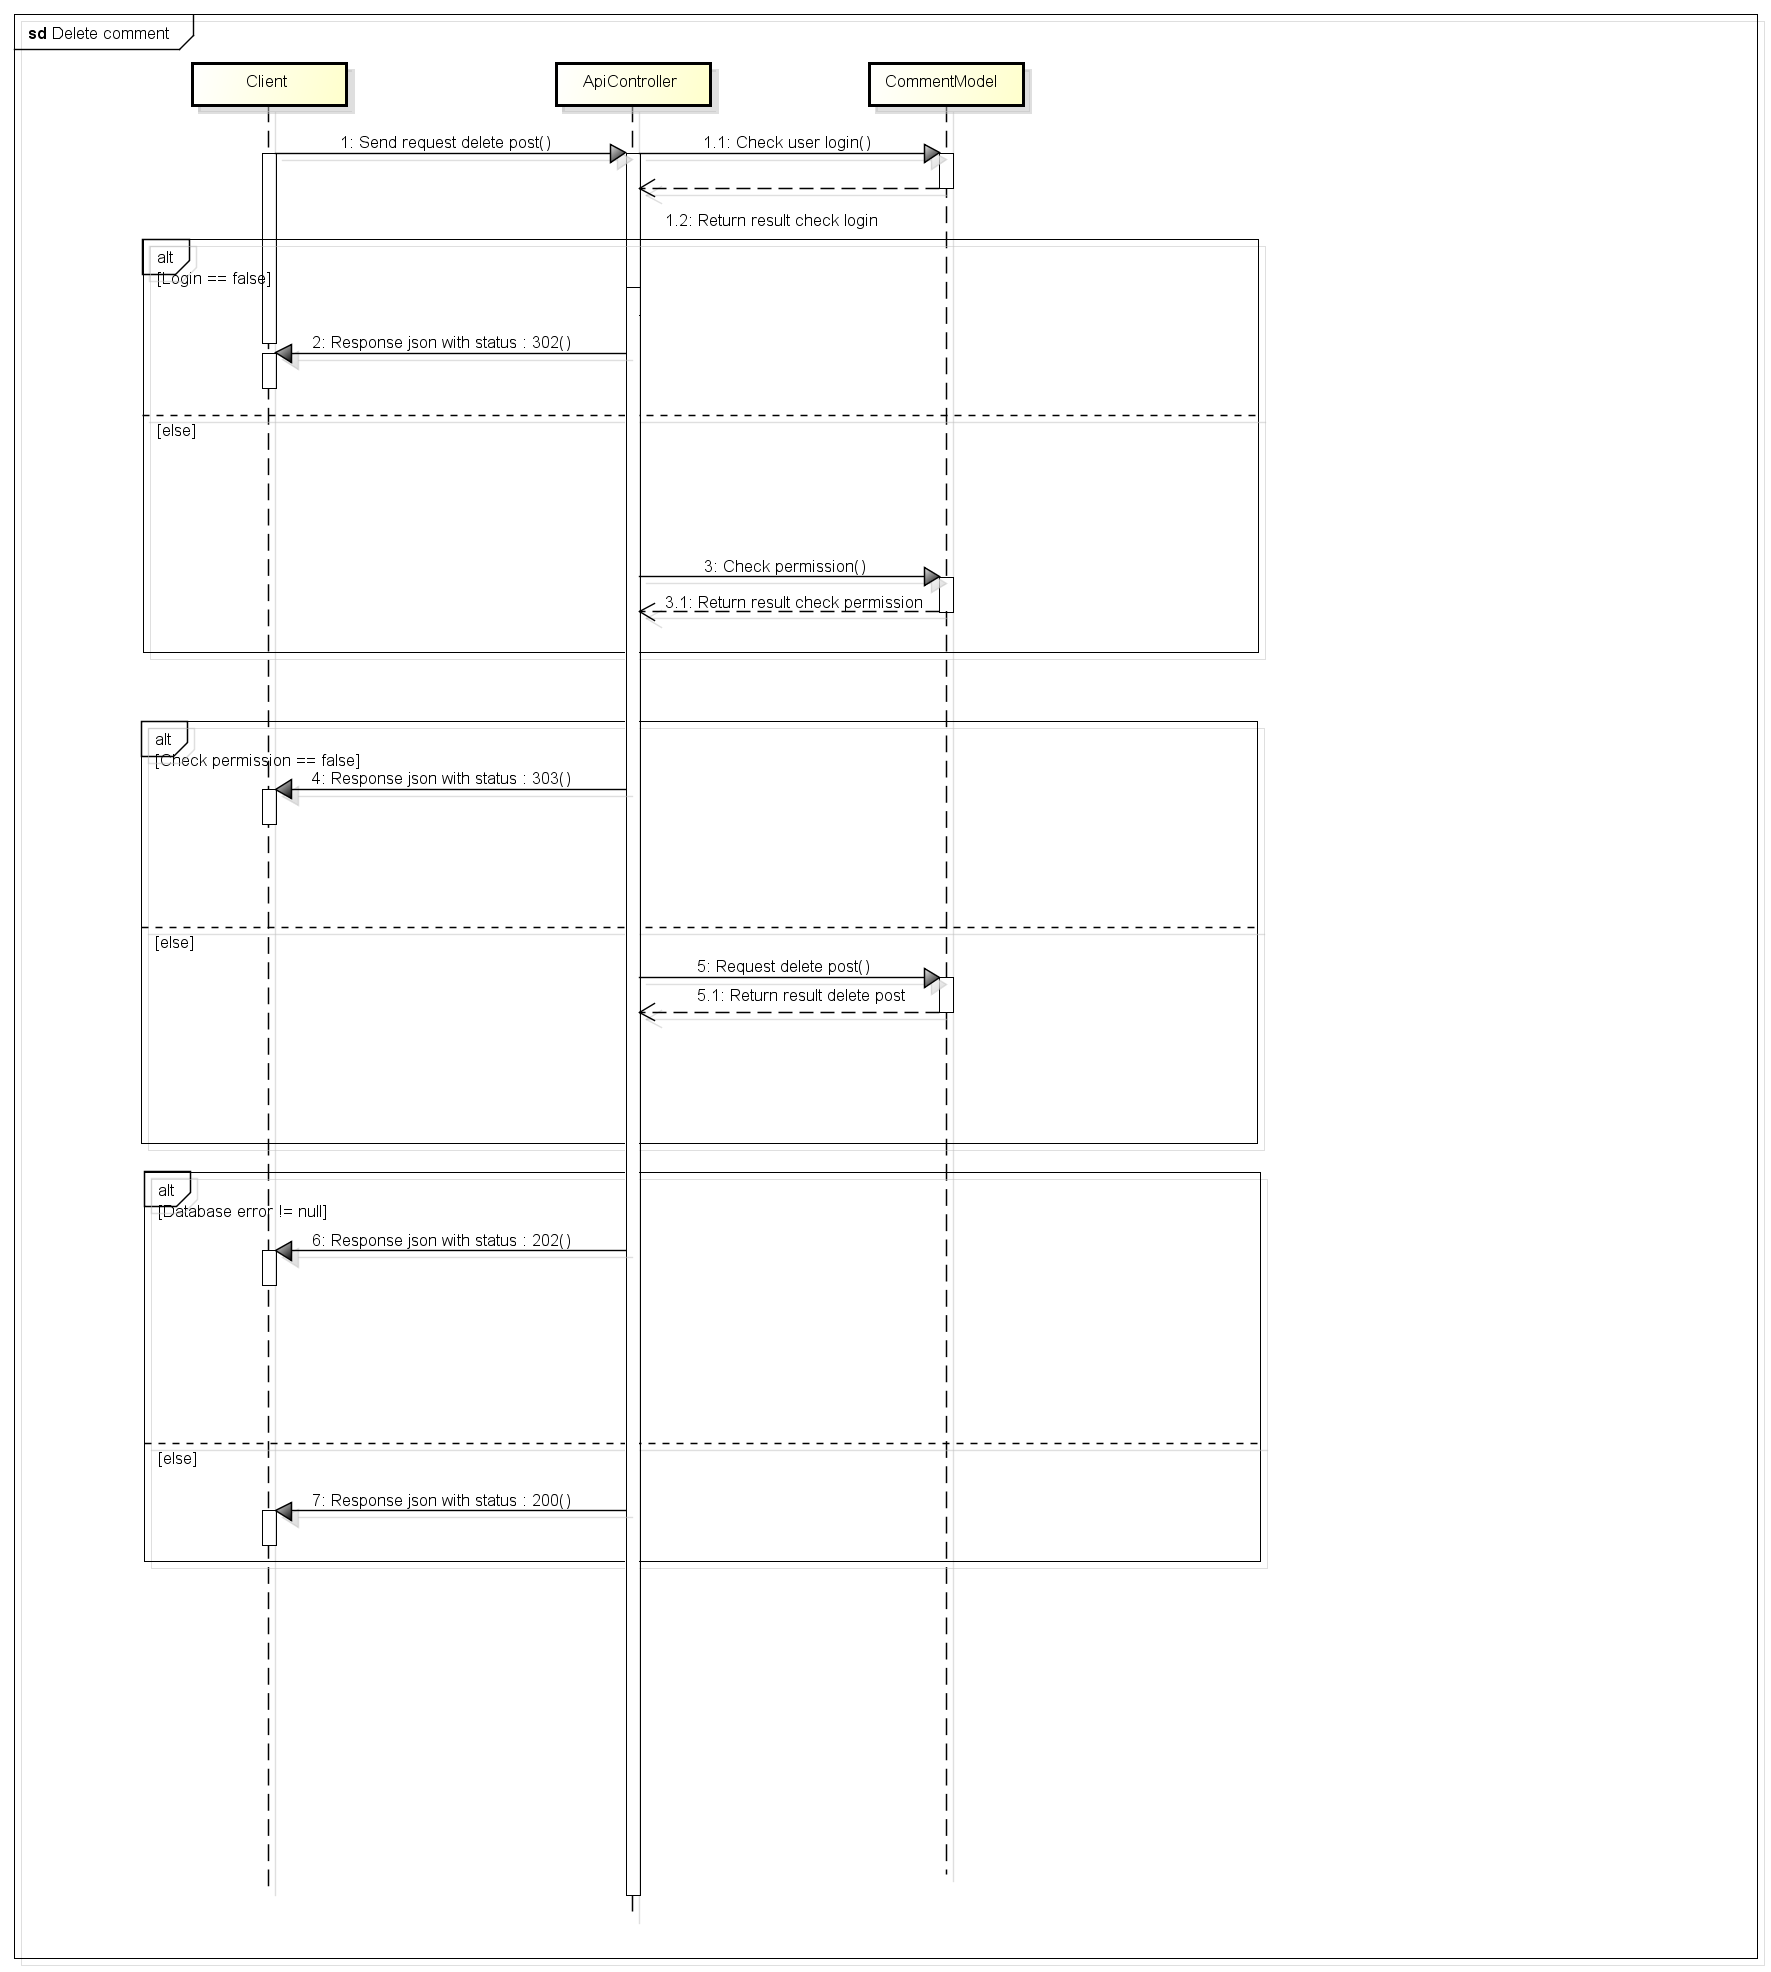 sd Delete comment
Client
ApiController
CommentModel
1: Send request delete post()
1.1: Check user login()
1.2: Return result check login
alt
[Login == false]
2: Response json with status : 302()
[else]
3: Check permission()
3.1: Return result check permission
alt
[Check permission == false]
4: Response json with status : 303()
[else]
5: Request delete post()
5.1: Return result delete post
alt
[Database error != null]
6: Response json with status : 202()
[else]
7: Response json with status : 200()